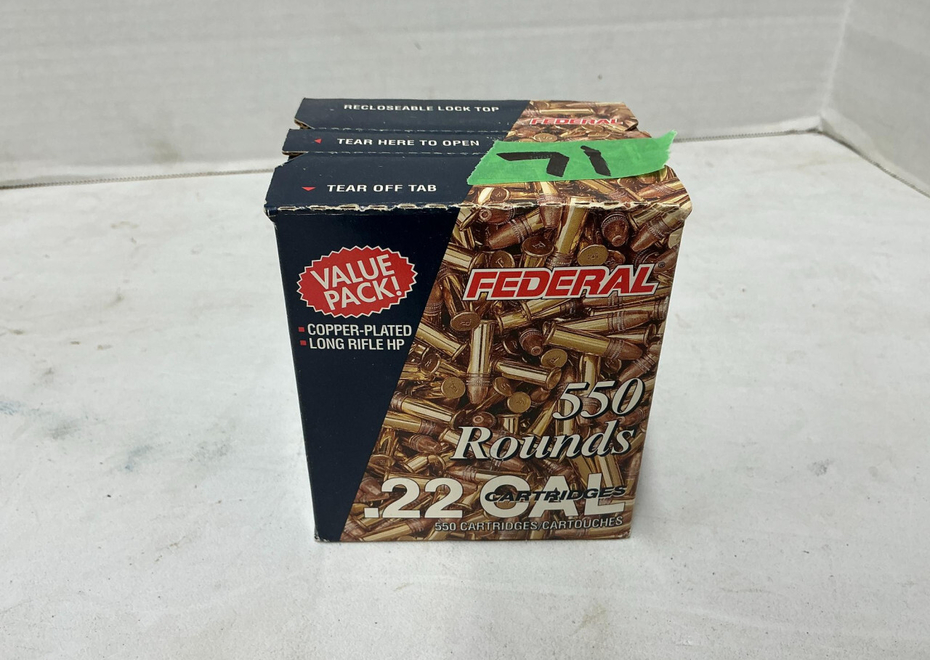 RECLOSEABLE LOCK TOP
FEDERAL
TEAR HERE TO OPEN
71
TEAR OFF TAB
VALUE
PACK!
FEDERAL
COPPER-PLATED
LONG RIFLE HP
550
Rounds
.22 CAL
CARTRIDGES
550 CARTRIDGES/CARTOUCHES